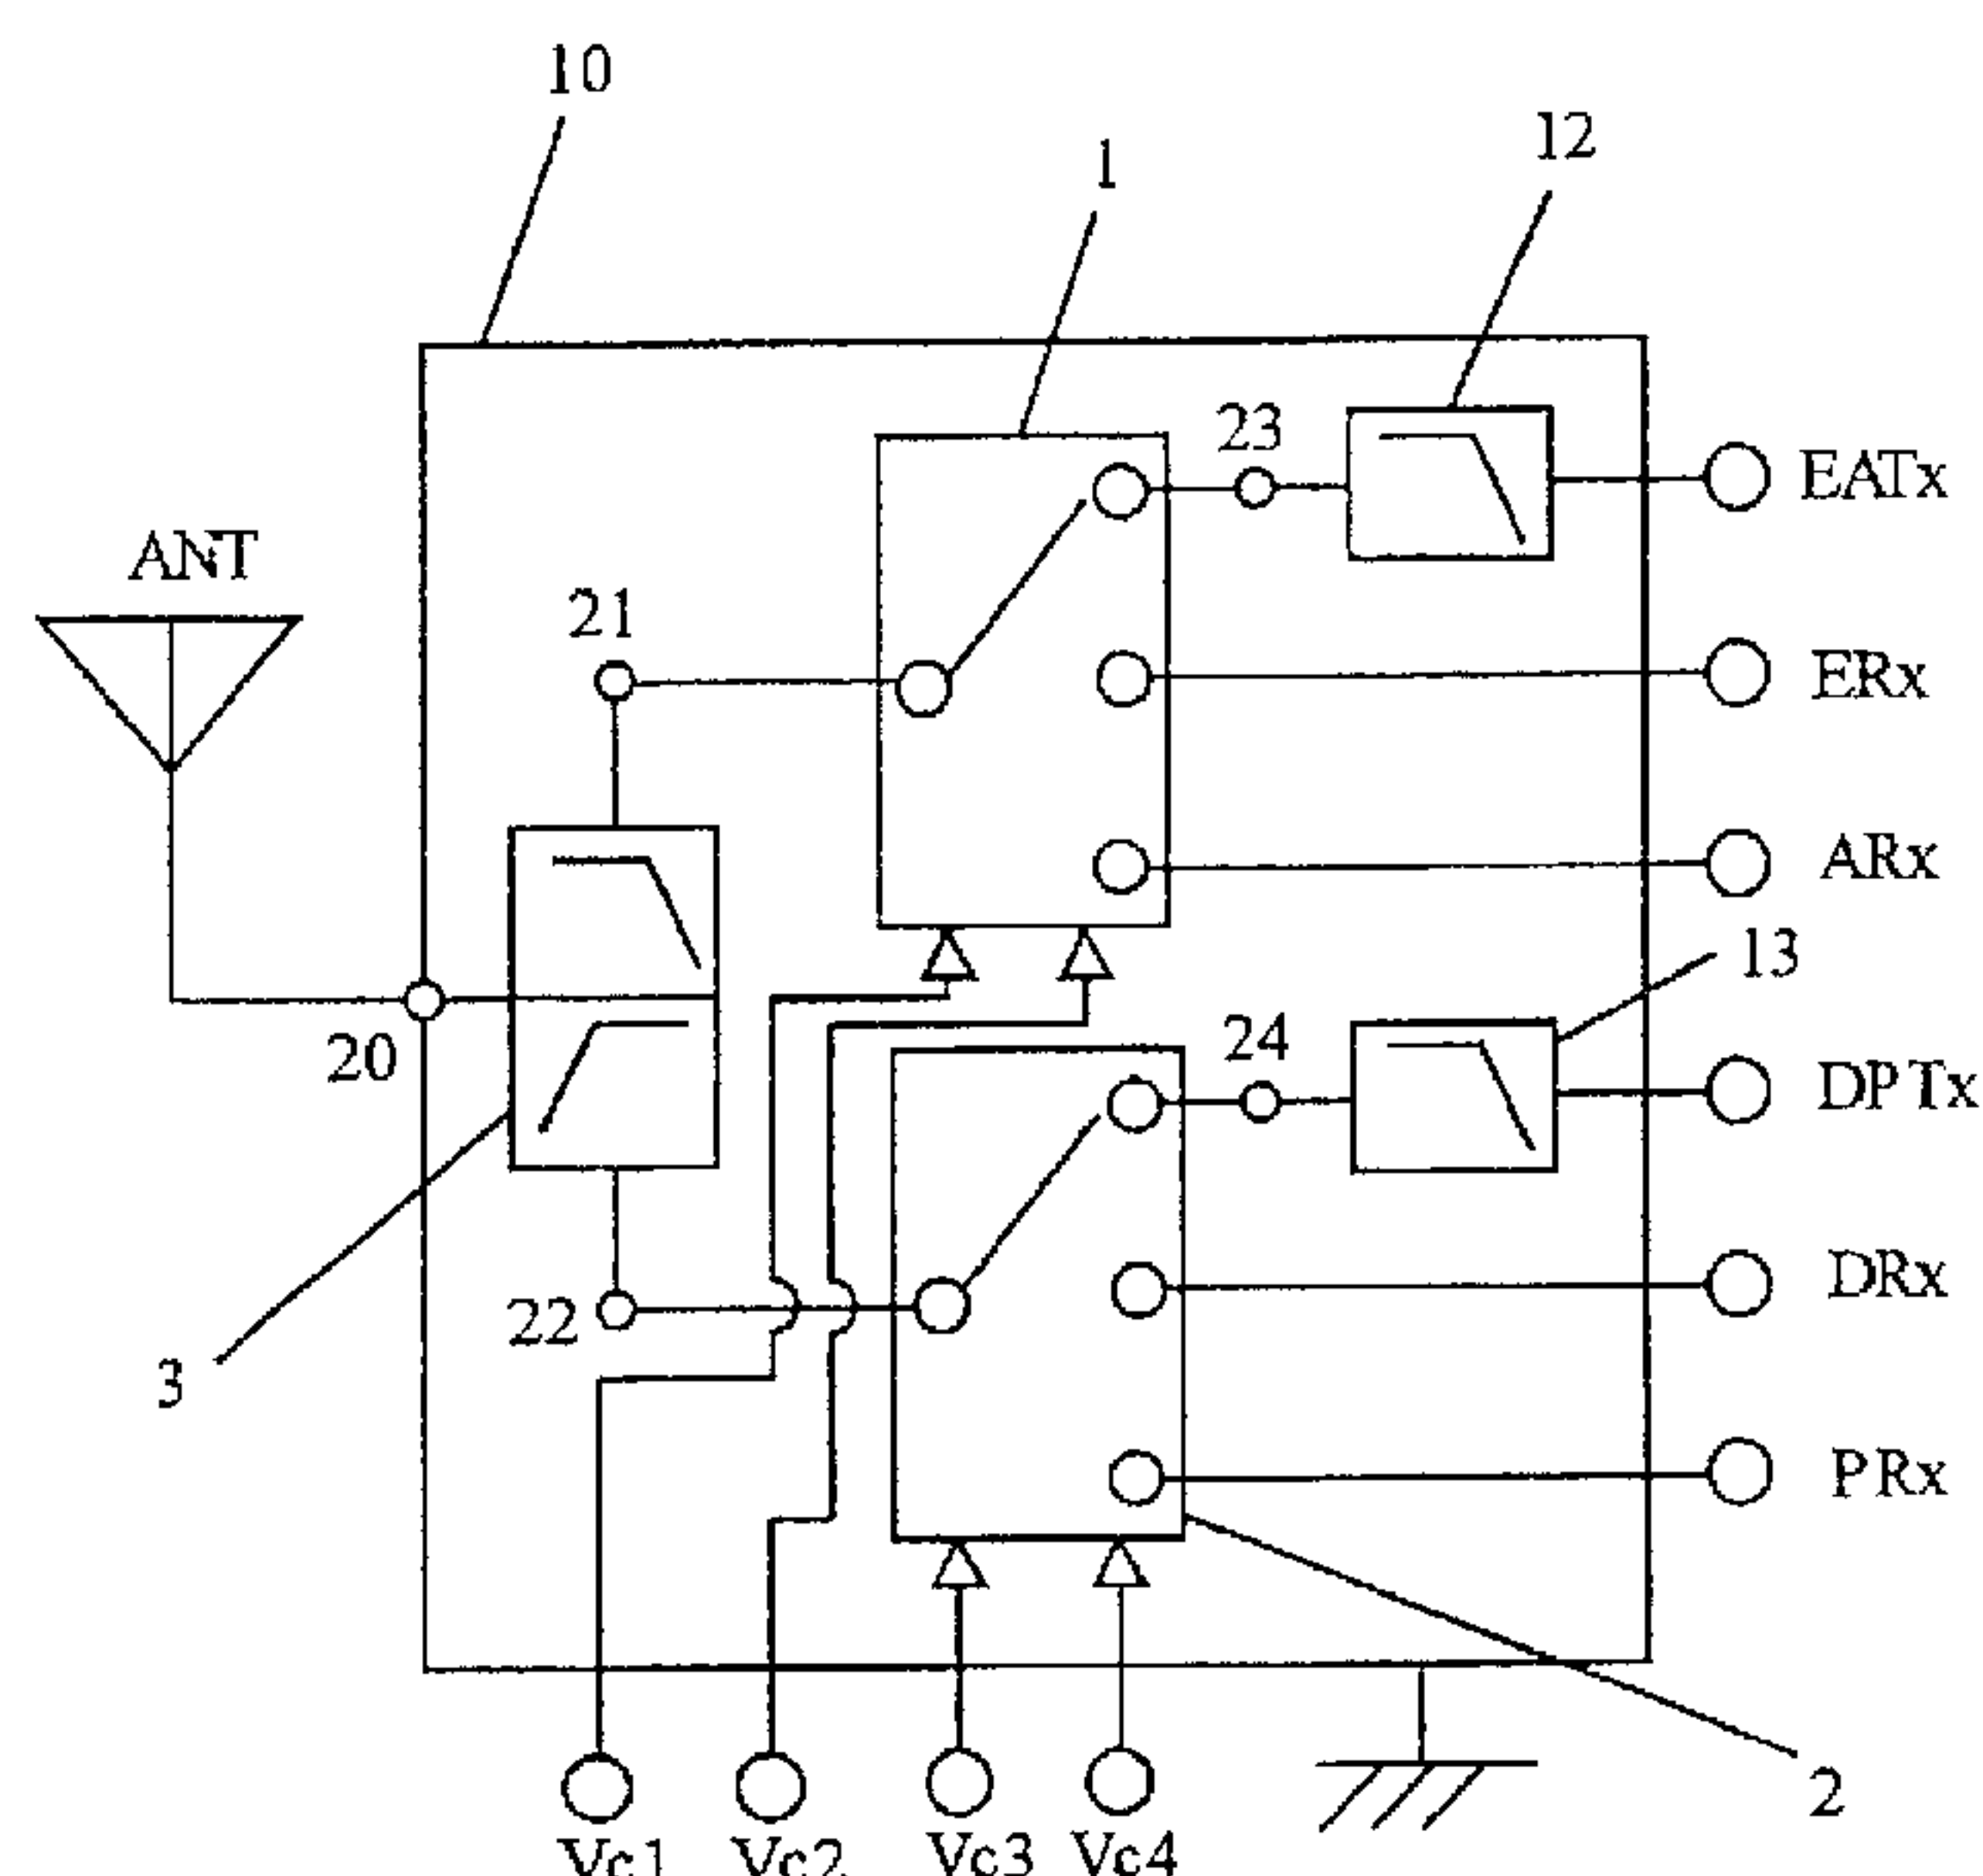 10
1
12
23
EATx
ANT
21
ERx
ARx
13
20
24
DPTx
22
DRx
3
PRx
2
Vc1
Vc2
Vc3
Vc4